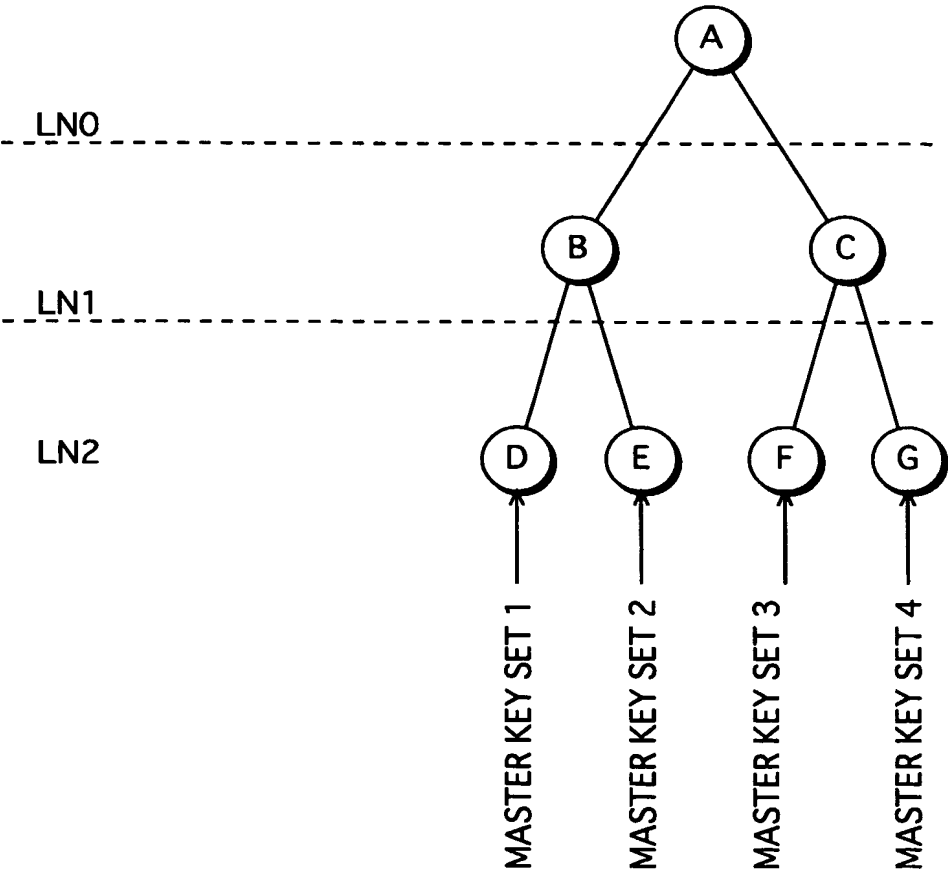 A
LN0
B
C
LN1
LN2
D
E
F
G
MASTER KEY SET 1
MASTER KEY SET 2
MASTER KEY SET 3
MASTER KEY SET 4